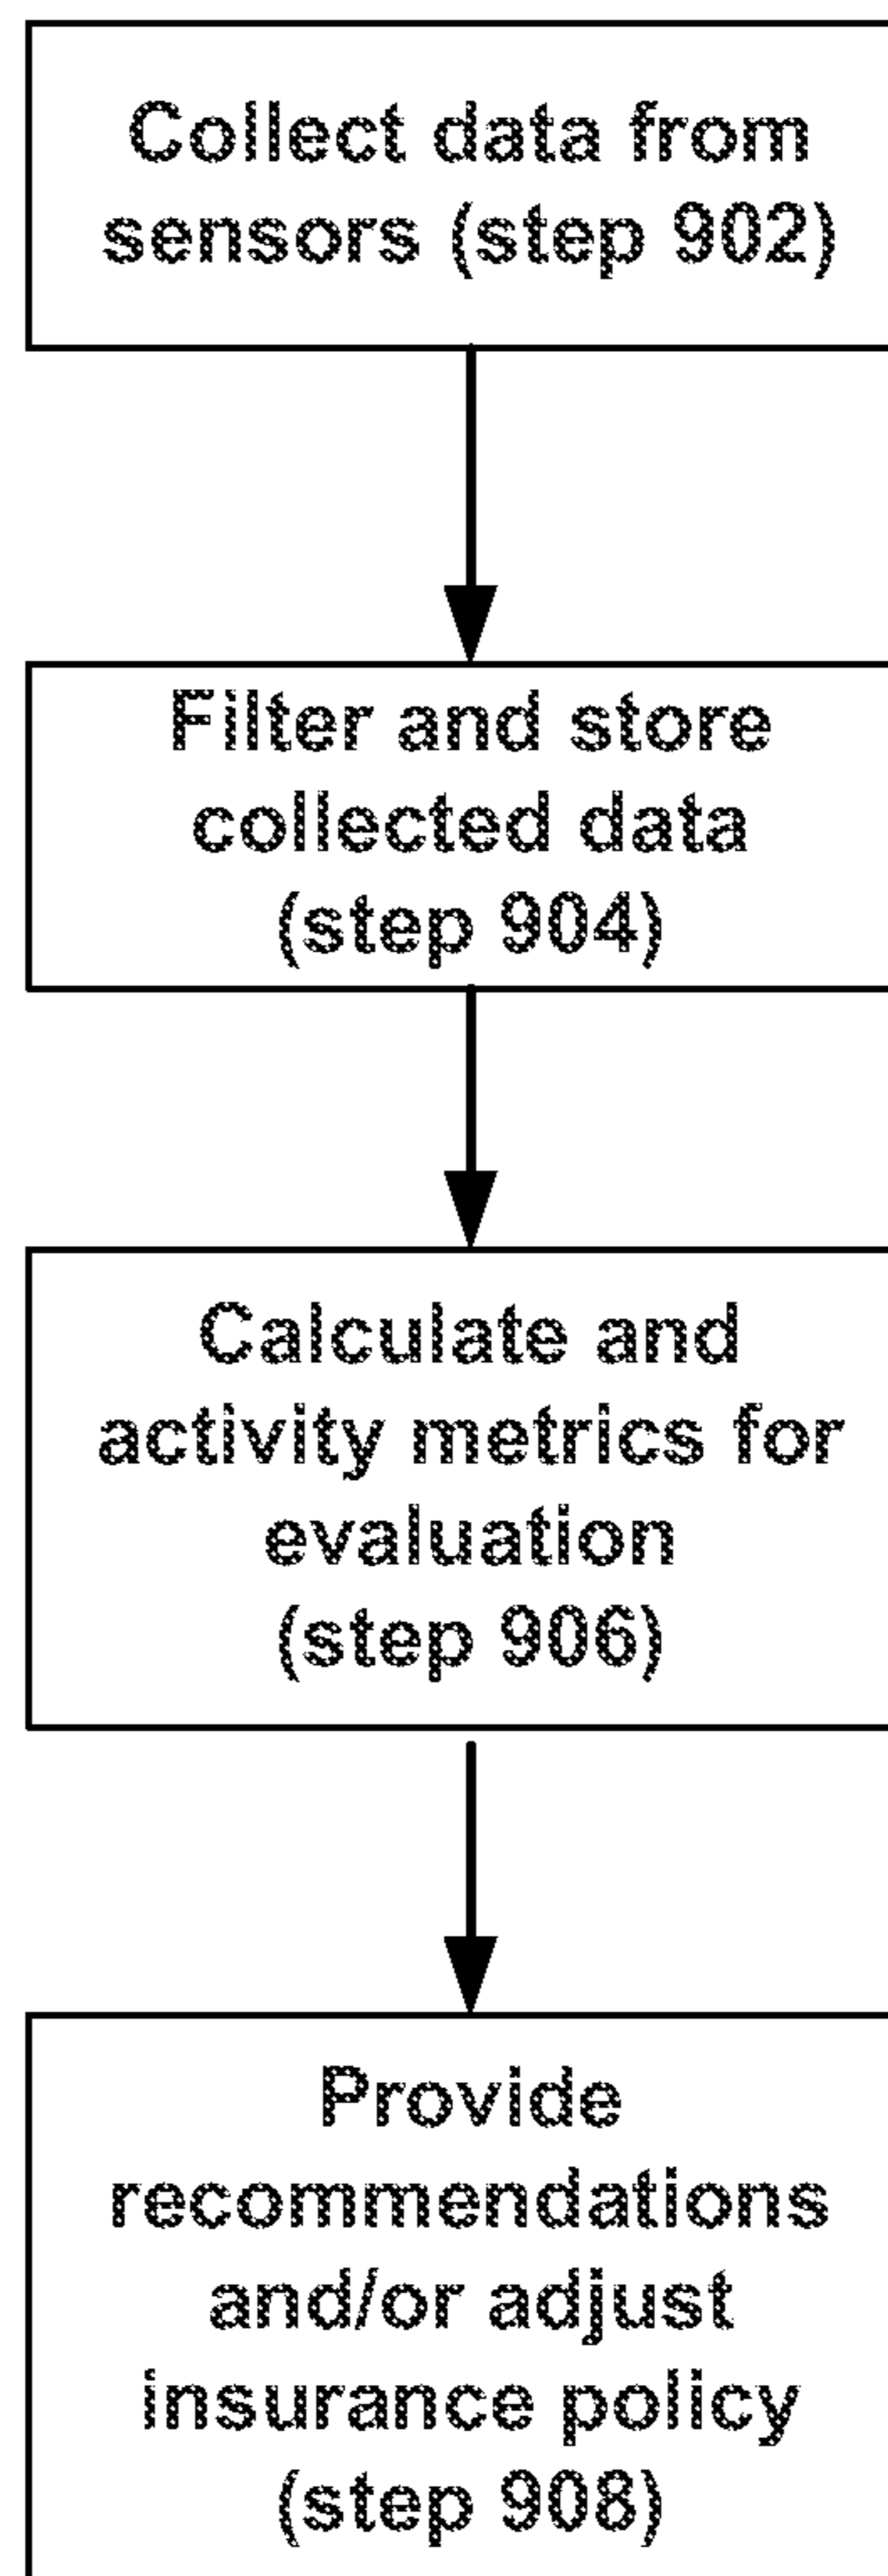 Collect data from
sensors (step 902)
Filter and store
collected data
(step 904)
Calculate and
activity metrics for
evaluation
(step 906)
Provide
recommendations
and/or adjust
insurance policy
(step 908)